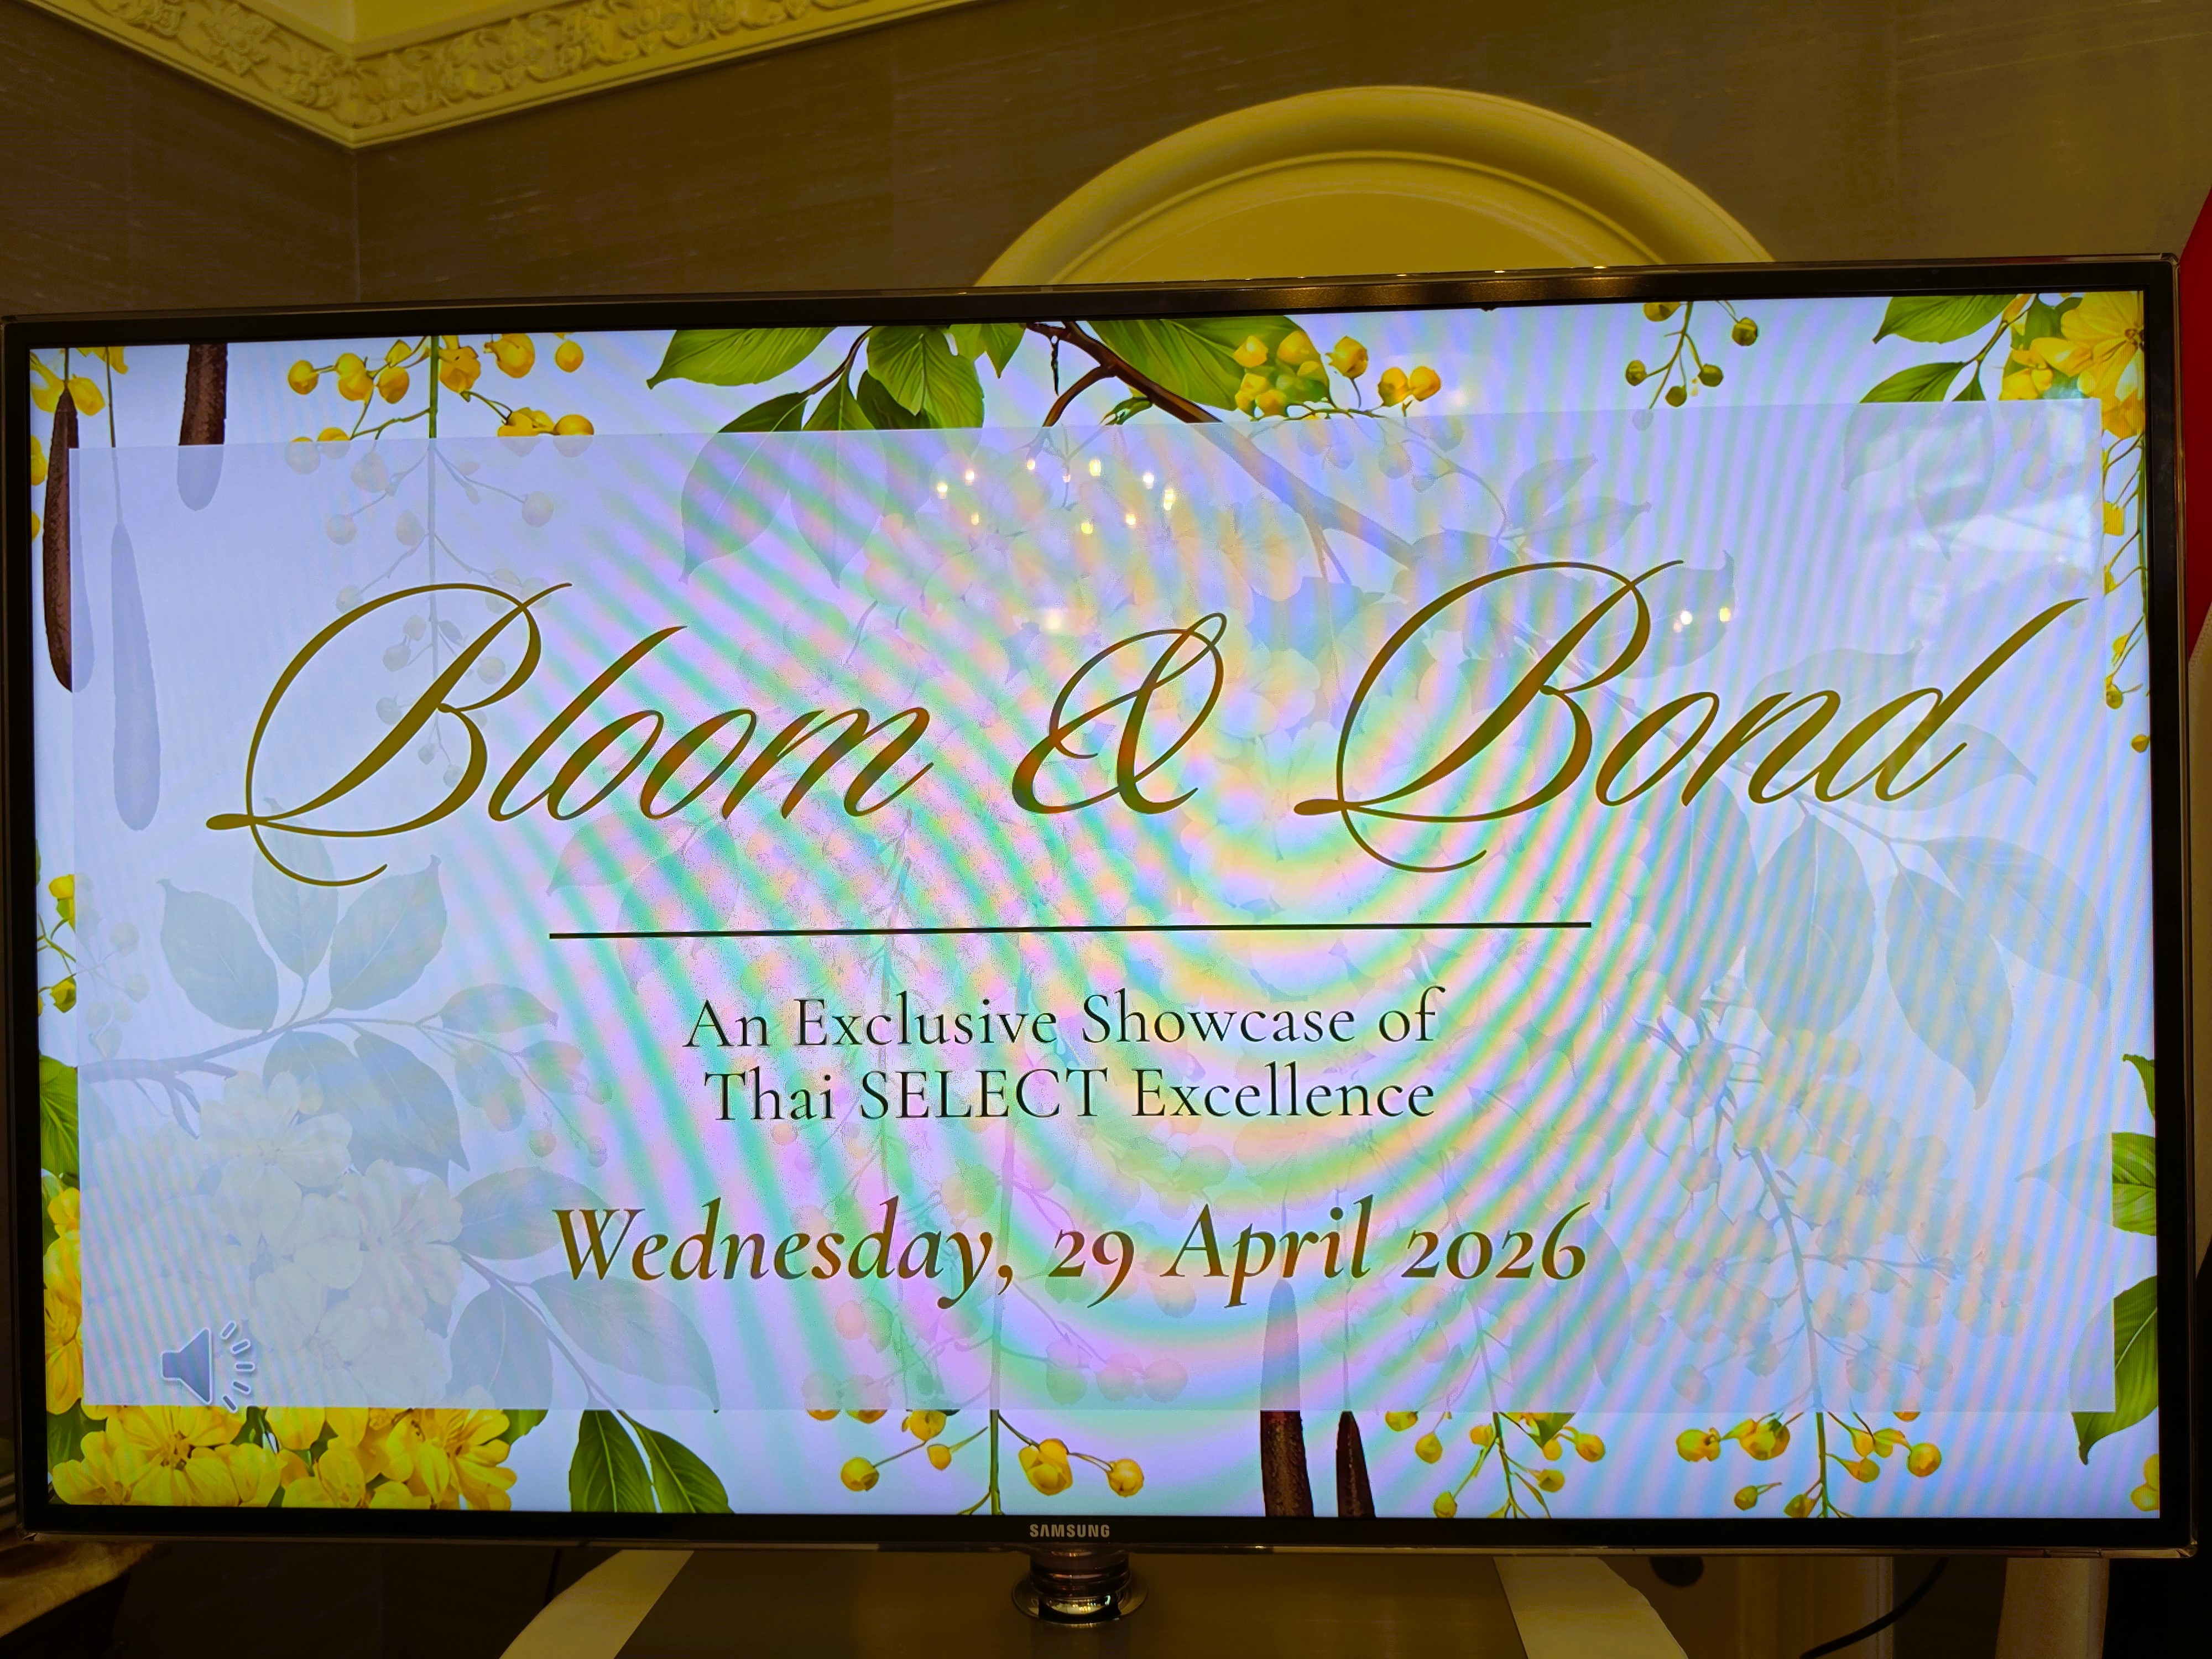 Bloom & Bond
An Exclusive Showcase of
Thai SELECT Excellence
Wednesday, 29 April 2026
SAMSUNG